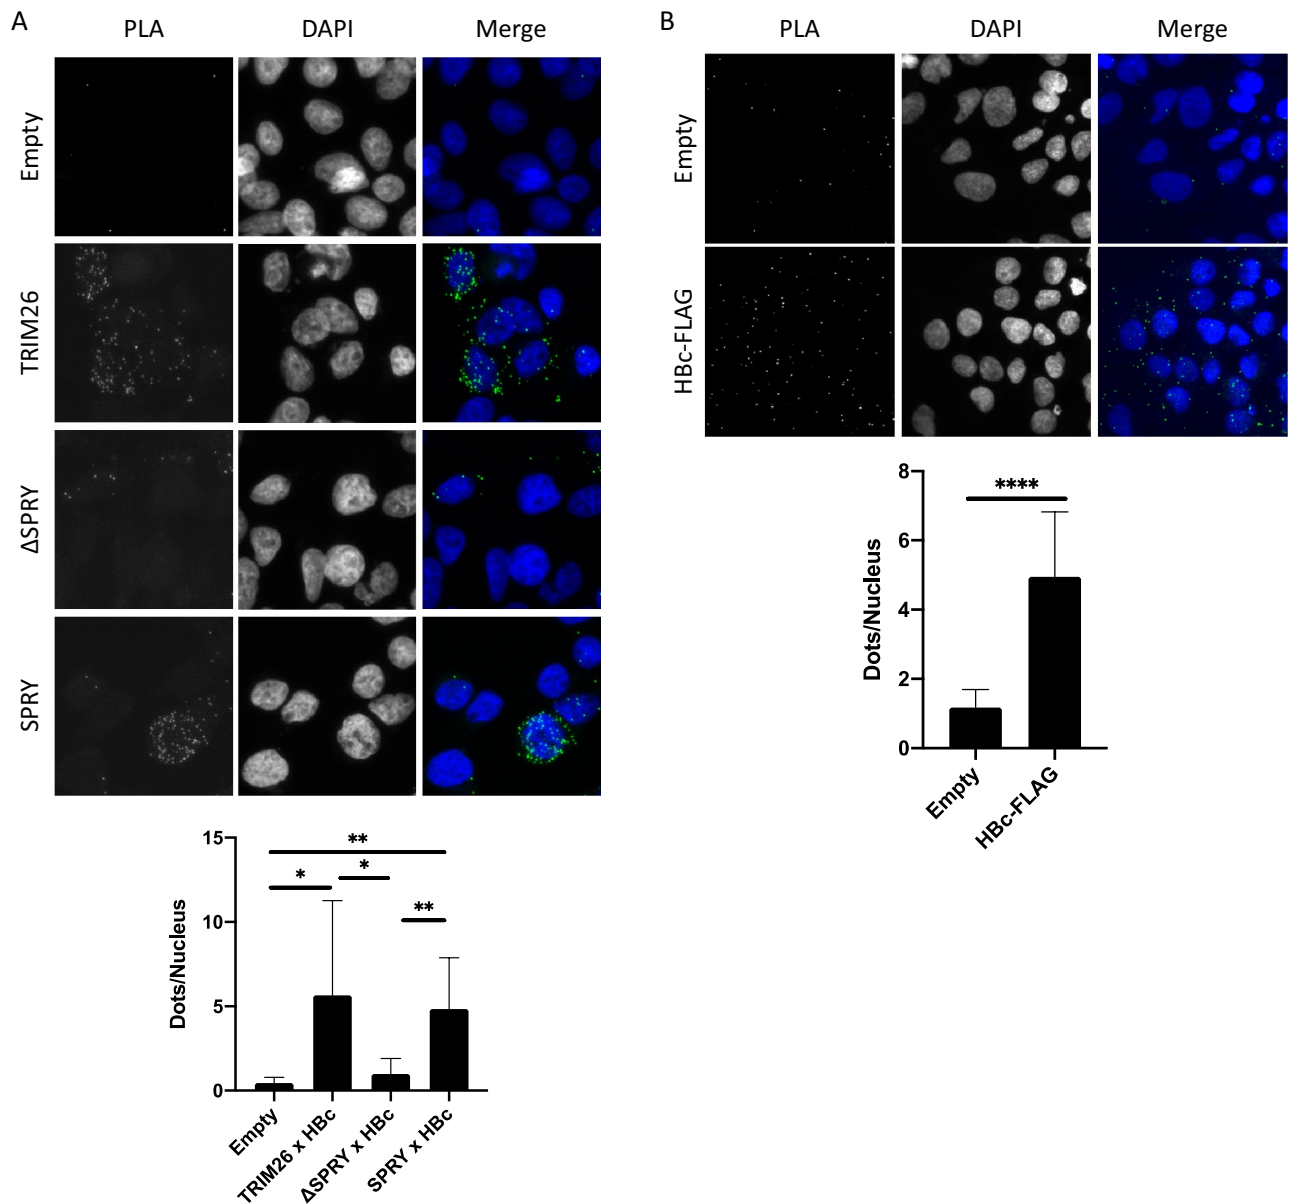 A
PLA DAPI Merge
Empty
TRIM26
ΔSPRY
SPRY
15
10
5
0
Dots/Nucleus
**
*
*
**
Empty
TRIM26 x HBc
ΔSPRY x HBc
SPRY x HBc
B
PLA DAPI Merge
Empty
HBc-FLAG
8
6
4
2
0
Dots/Nucleus
****
Empty
HBc-FLAG